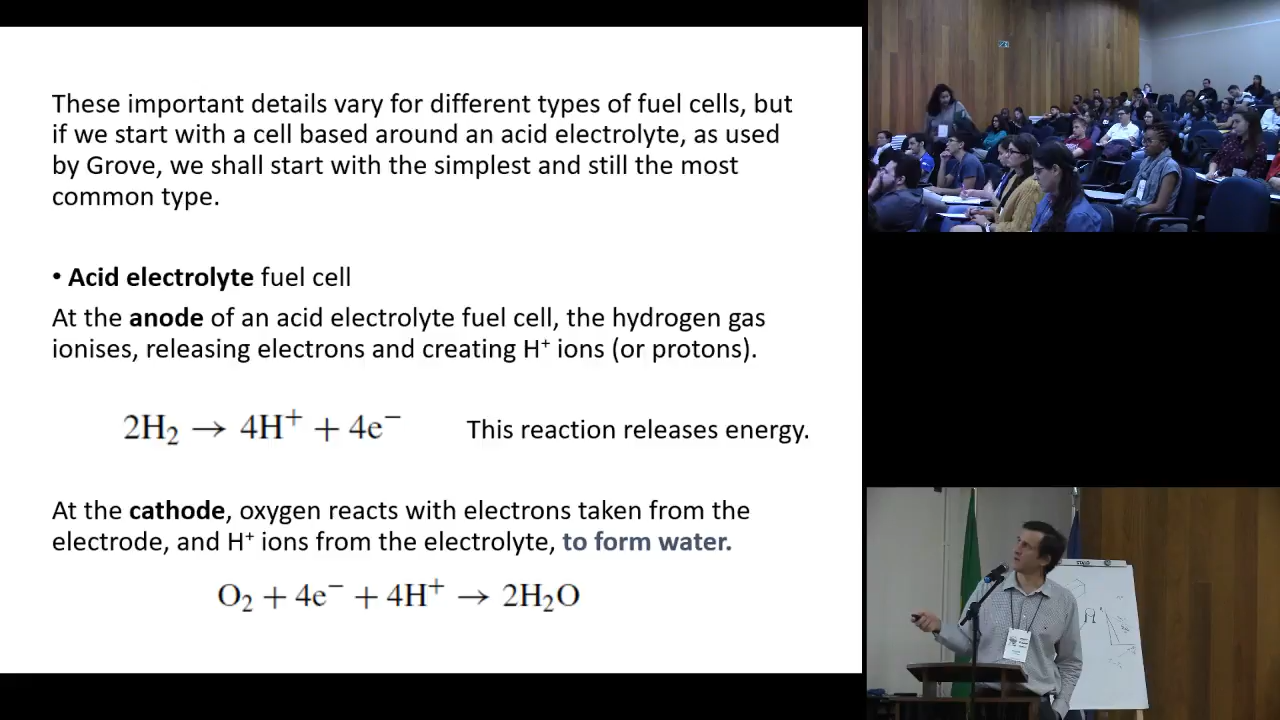 These important details vary for different types of fuel cells, but
if we start with a cell based around an acid electrolyte, as used
by Grove, we shall start with the simplest and still the most
common type.
• Acid electrolyte fuel cell
At the anode of an acid electrolyte fuel cell, the hydrogen gas
ionises, releasing electrons and creating H⁺ ions (or protons).
2H₂ → 4H⁺ + 4e⁻ This reaction releases energy.
At the cathode, oxygen reacts with electrons taken from the
electrode, and H⁺ ions from the electrolyte, to form water.
O₂ + 4e⁻ + 4H⁺ → 2H₂O